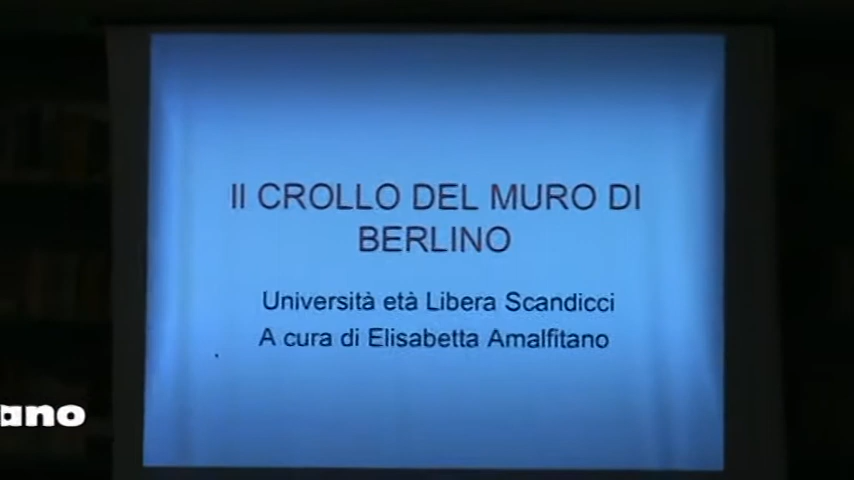 Il CROLLO DEL MURO DI
BERLINO
Università età Libera Scandicci
A cura di Elisabetta Amalfitano
ano